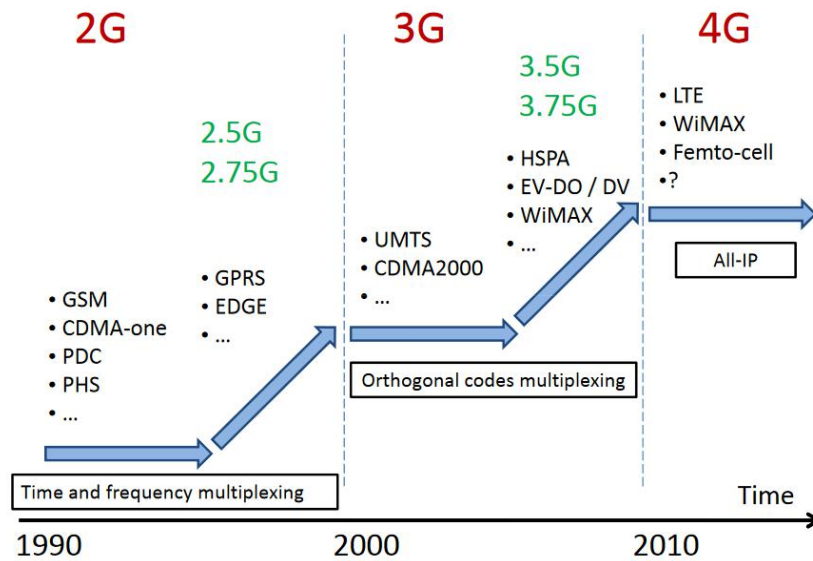 2G
3G
4G
2.5G
2.75G
3.5G
3.75G
• GSM
• CDMA-one
• PDC
• PHS
• ...
• GPRS
• EDGE
• ...
• UMTS
• CDMA2000
• ...
• HSPA
• EV-DO / DV
• WiMAX
• ...
• LTE
• WiMAX
• Femto-cell
•?
Time and frequency multiplexing
Orthogonal codes multiplexing
All-IP
Time
1990
2000
2010